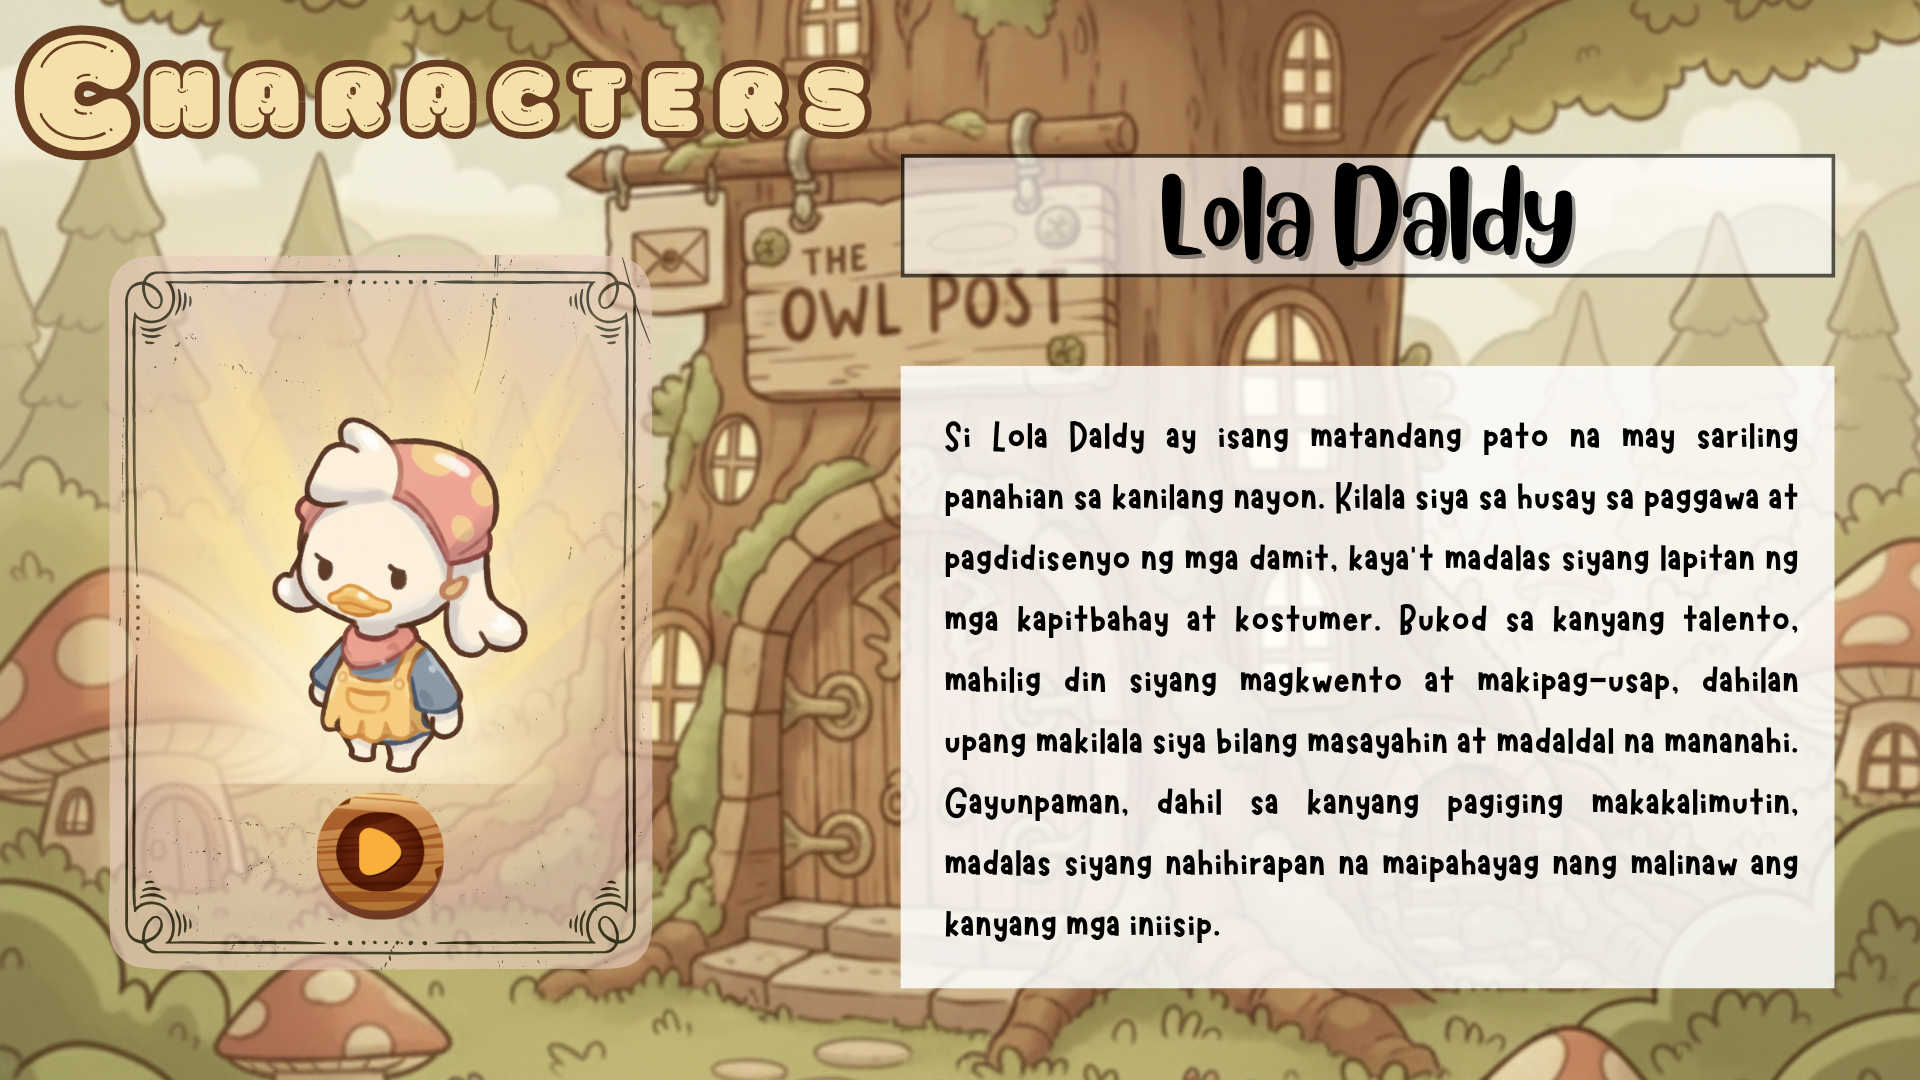 CHARACTERS
THE
OWL POST
Lola Daldy
Si Lola Daldy ay isang matandang pato na may sariling
panahian sa kanilang nayon. Kilala siya sa husay sa paggawa at
pagdidisenyo ng mga damit, kaya't madalas siyang lapitan ng
mga kapitbahay at kostumer. Bukod sa kanyang talento,
mahilig din siyang magkwento at makipag-usap, dahilan
upang makilala siya bilang masayahin at madaldal na mananahi.
Gayunpaman, dahil sa kanyang pagiging makakalimutin,
madalas siyang nahihirapan na maipahayag nang malinaw ang
kanyang mga iniisip.